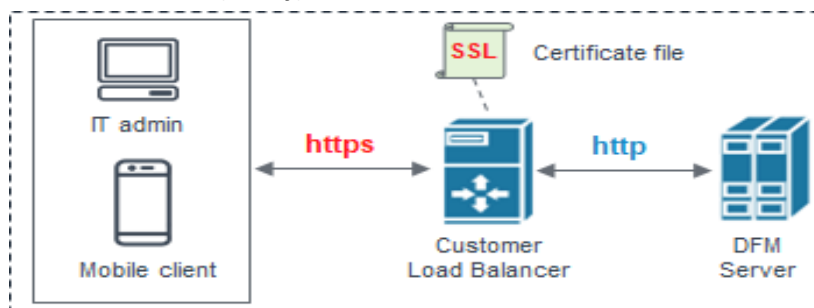 SSL
Certificate file
IT admin
https
http
Mobile client
Customer
Load Balancer
DFM
Server